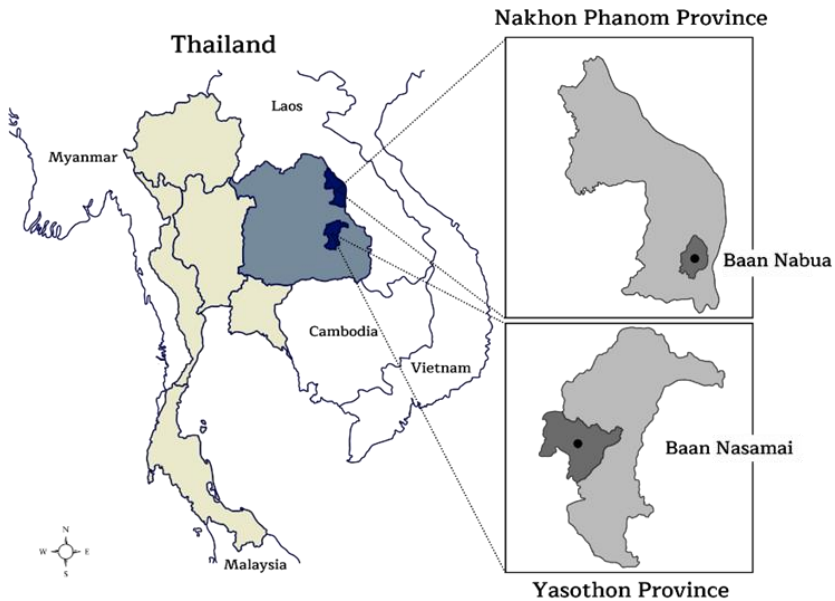 Nakhon Phanom Province
Thailand
Laos
Myanmar
Baan Nabua
Cambodia
Vietnam
Baan Nasamai
N
W E
S
Malaysia
Yasothon Province